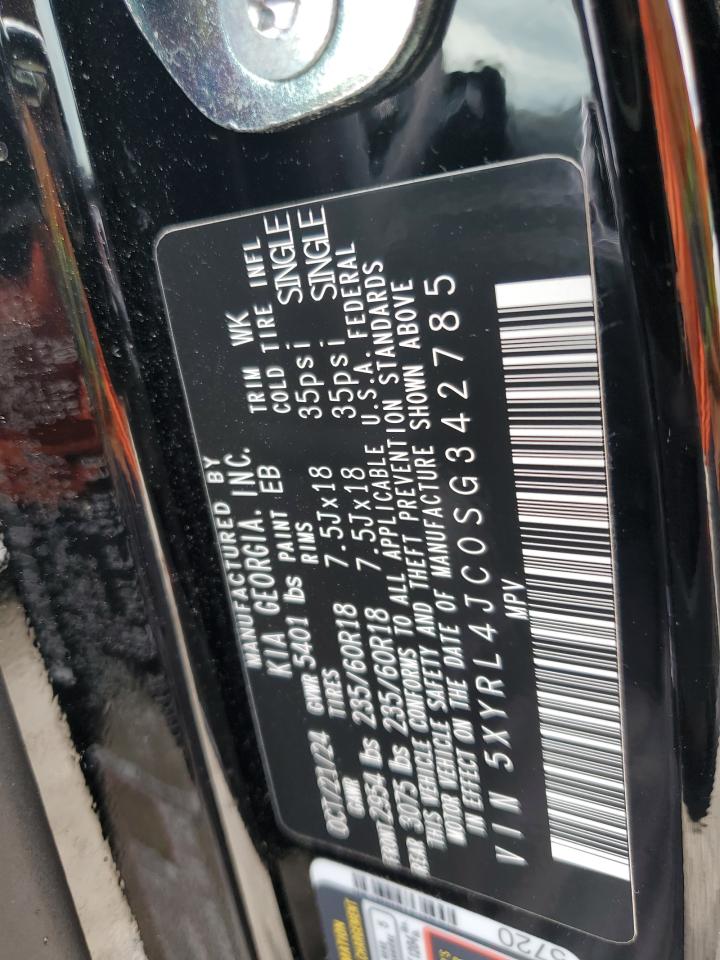 MANUFACTURED BY
KIA GEORGIA. INC.
OCT/21/24 GVWR 5401 lbs PAINT EB TRIM WK
GAWR TIRES RIMS COLD TIRE INFL
FRONT 2954 lbs 235/60R18 7.5Jx18 35psi SINGLE
REAR 3075 lbs 235/60R18 7.5Jx18 35psi SINGLE
THIS VEHICLE CONFORMS TO ALL APPLICABLE U.S.A. FEDERAL
MOTOR VEHICLE SAFETY AND THEFT PREVENTION STANDARDS
IN EFFECT ON THE DATE OF MANUFACTURE SHOWN ABOVE
VIN 5XYRL4JC0SG342785
MPV
MATION
CHARGEMENT
5720